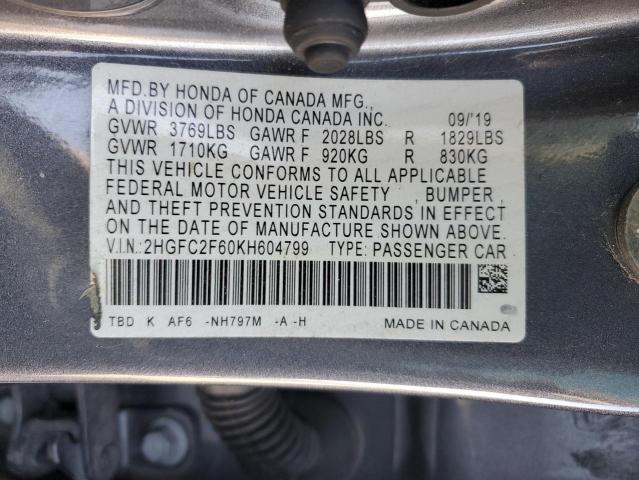 MFD.BY HONDA OF CANADA MFG.,
A DIVISION OF HONDA CANADA INC. 09/'19
GVWR 3769LBS GAWR F 2028LBS R 1829LBS
GVWR 1710KG GAWR F 920KG R 830KG
THIS VEHICLE CONFORMS TO ALL APPLICABLE
FEDERAL MOTOR VEHICLE SAFETY , BUMPER ,
AND THEFT PREVENTION STANDARDS IN EFFECT
ON THE DATE OF MANUFACTURE SHOWN ABOVE.
V.I.N.:2HGFC2F60KH604799 TYPE: PASSENGER CAR
TBD K AF6 -NH797M -A -H MADE IN CANADA